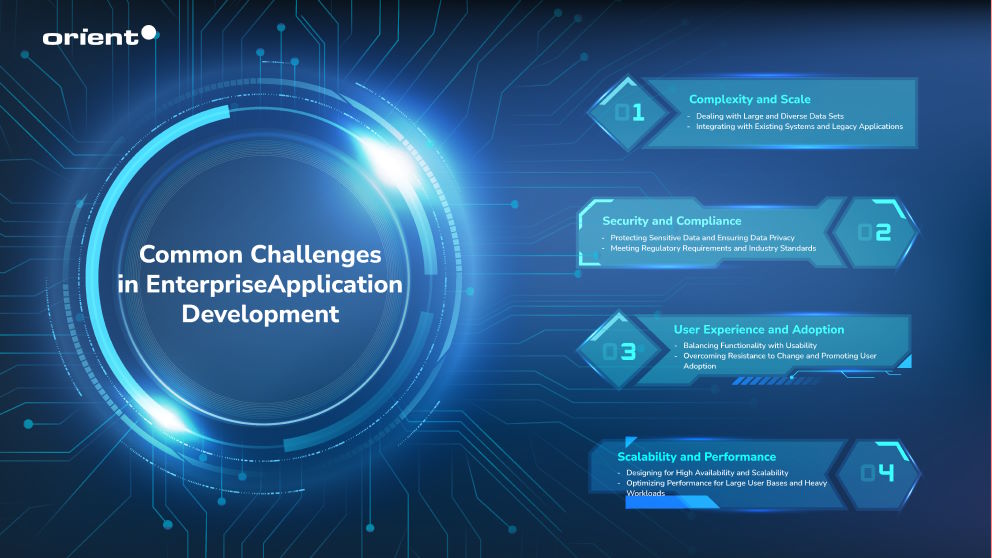 orient
Common Challenges
in EnterpriseApplication
Development
01
Complexity and Scale
- Dealing with Large and Diverse Data Sets
- Integrating with Existing Systems and Legacy Applications
Security and Compliance
- Protecting Sensitive Data and Ensuring Data Privacy
- Meeting Regulatory Requirements and Industry Standards
02
03
User Experience and Adoption
- Balancing Functionality with Usability
- Overcoming Resistance to Change and Promoting User
Adoption
Scalability and Performance
- Designing for High Availability and Scalability
- Optimizing Performance for Large User Bases and Heavy
Workloads
04